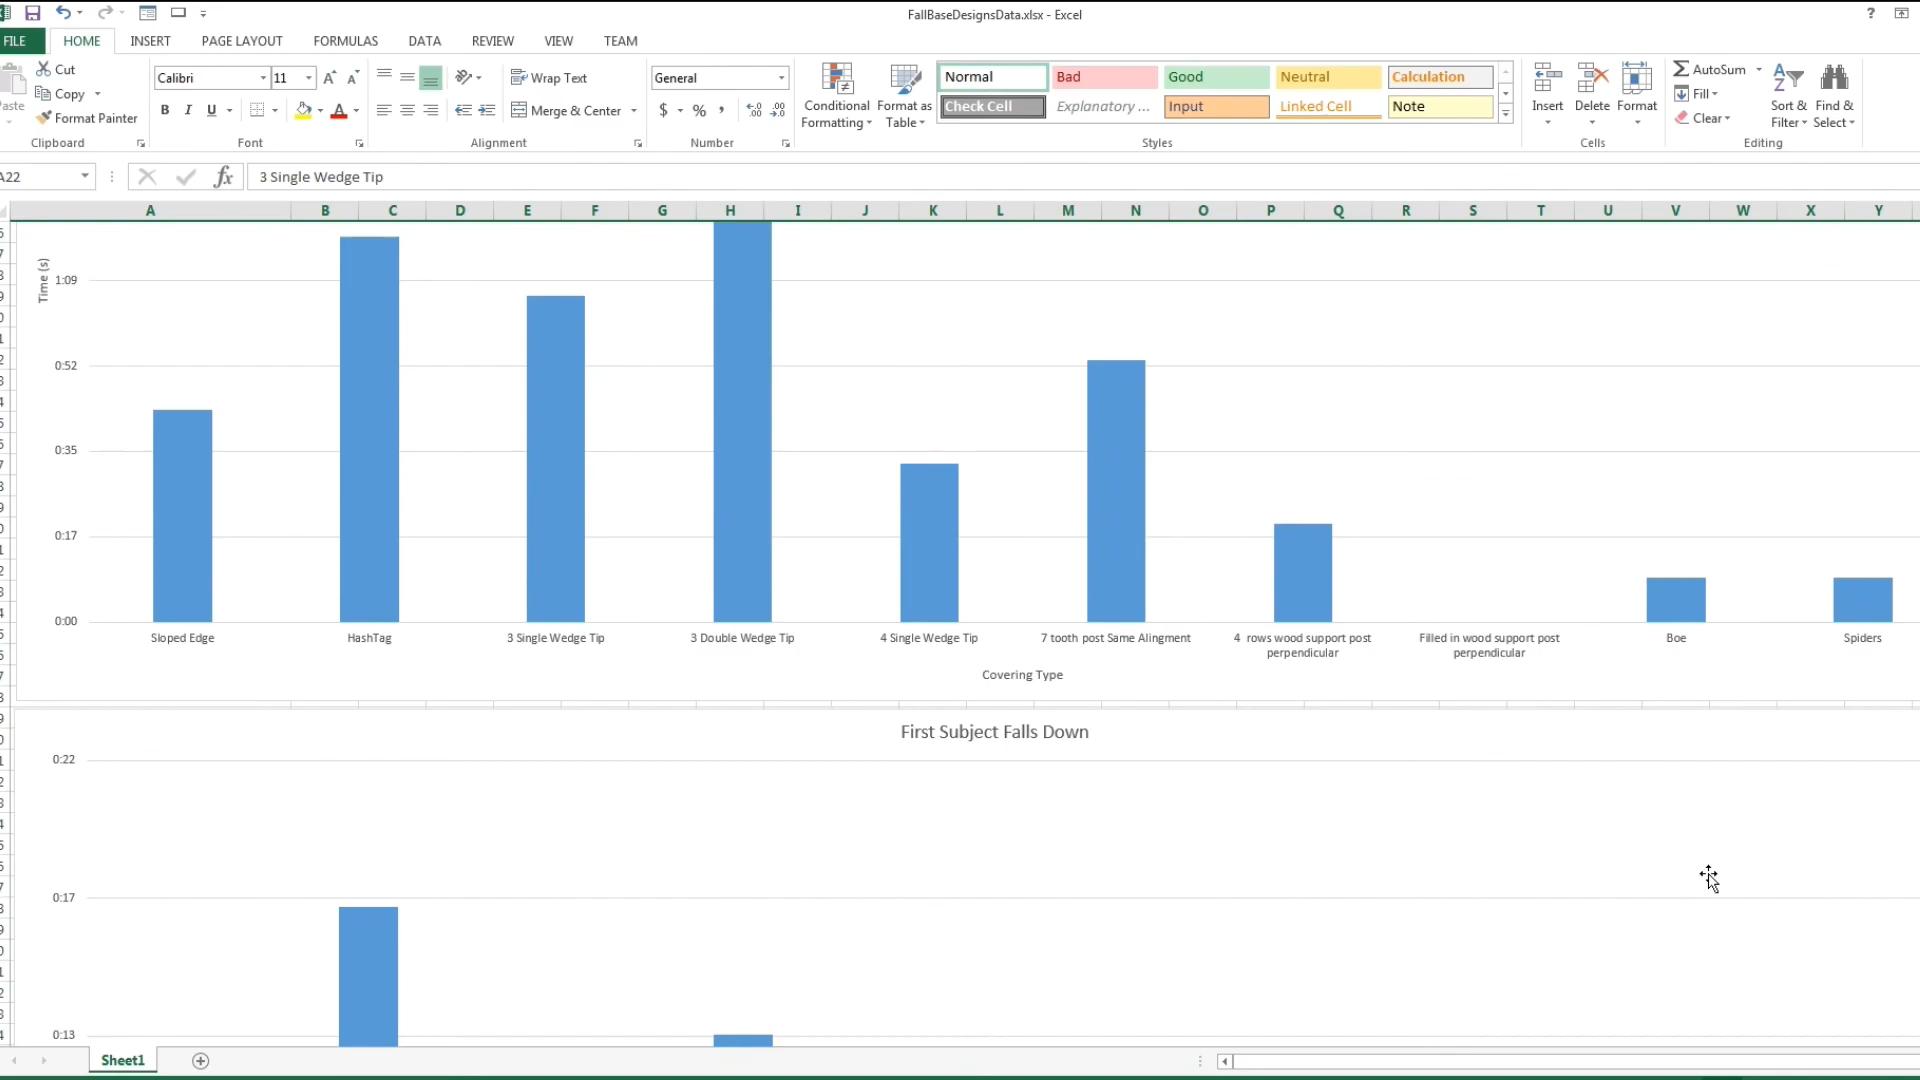 FallBaseDesignsData.xlsx - Excel
?
FILE
HOME
INSERT
PAGE LAYOUT
FORMULAS
DATA
REVIEW
VIEW
TEAM
Cut
Copy
Format Painter
Clipboard
Calibri
11
B I U
Font
Wrap Text
Merge & Center
Alignment
General
$ % ,
Number
Conditional Formatting
Format as Table
Normal
Bad
Good
Neutral
Calculation
Check Cell
Explanatory ...
Input
Linked Cell
Note
Styles
Insert
Delete
Format
Cells
AutoSum
Fill
Clear
Sort & Filter
Find & Select
Editing
A22
fx
3 Single Wedge Tip
A B C D E F G H I J K L M N O P Q R S T U V W X Y
Time (s)
1:09
0:52
0:35
0:17
0:00
Sloped Edge
HashTag
3 Single Wedge Tip
3 Double Wedge Tip
4 Single Wedge Tip
7 tooth post Same Alingment
4 rows wood support post
perpendicular
Filled in wood support post
perpendicular
Boe
Spiders
Covering Type
First Subject Falls Down
0:22
0:17
0:13
Sheet1